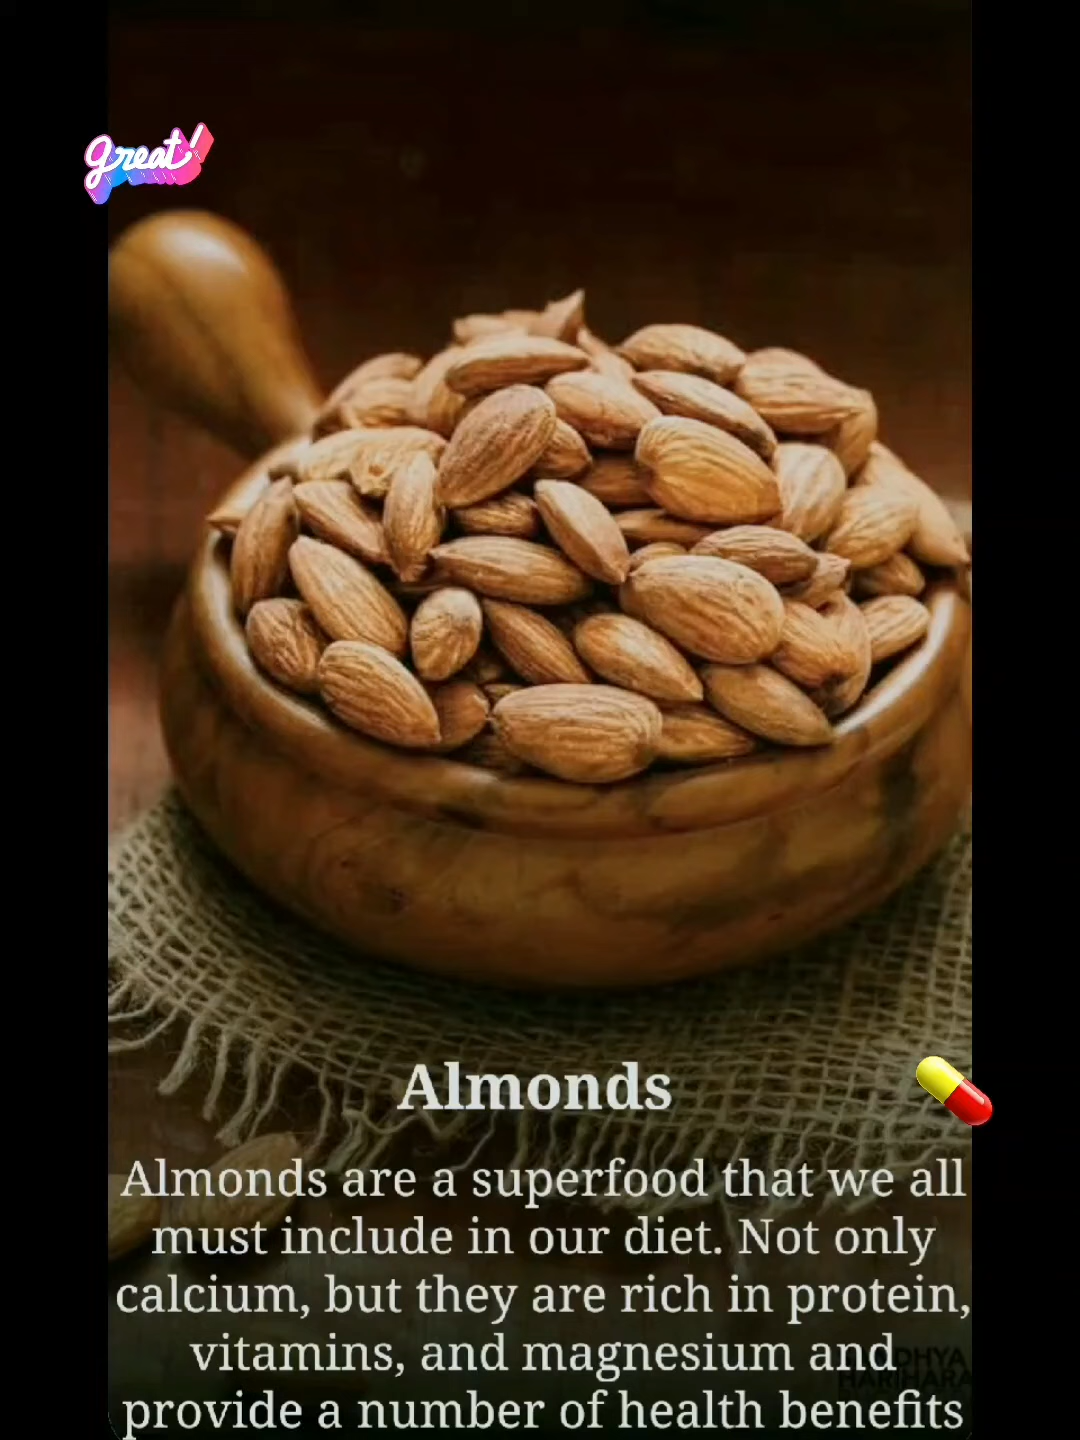 great!
Almonds
Almonds are a superfood that we all
must include in our diet. Not only
calcium, but they are rich in protein,
vitamins, and magnesium and
provide a number of health benefits
HARIHARA